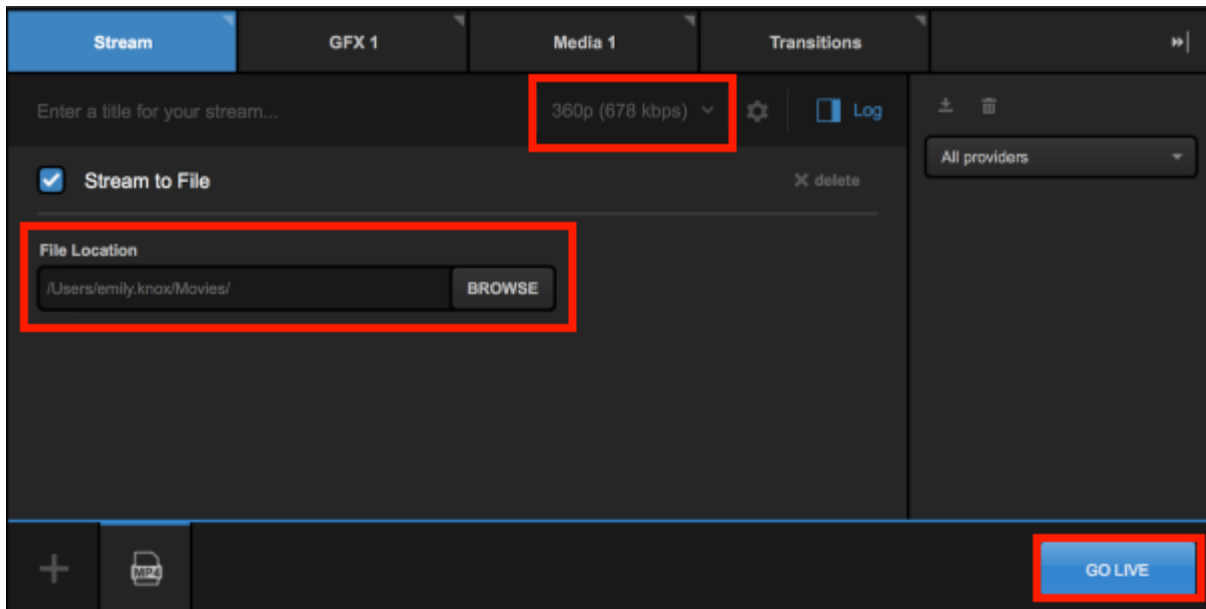 Stream
GFX 1
Media 1
Transitions
Enter a title for your stream...
360p (678 kbps)
Log
All providers
Stream to File
delete
File Location
/Users/emily.knox/Movies/
BROWSE
MP4
GO LIVE